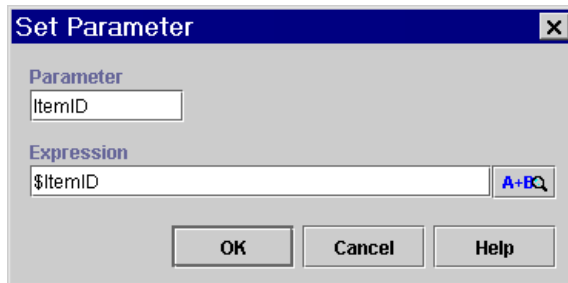 Set Parameter
Parameter
ItemID
Expression
$ItemID
A+B
OK Cancel Help